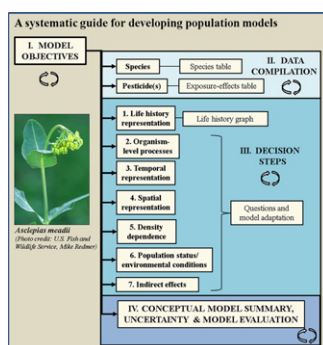 A systematic guide for developing population models
I. MODEL
OBJECTIVES
II. DATA
COMPILATION
Species
Species table
Pesticide(s)
Exposure-effects table
1. Life history
representation
Life history graph
2. Organism-
level processes
3. Temporal
representation
4. Spatial
representation
5. Density
dependence
6. Population status/
environmental conditions
7. Indirect effects
III. DECISION
STEPS
Questions and
model adaptation
Asclepias meadii
(Photo credit: U.S. Fish and
Wildlife Service, Mike Redmer)
IV. CONCEPTUAL MODEL SUMMARY,
UNCERTAINTY & MODEL EVALUATION